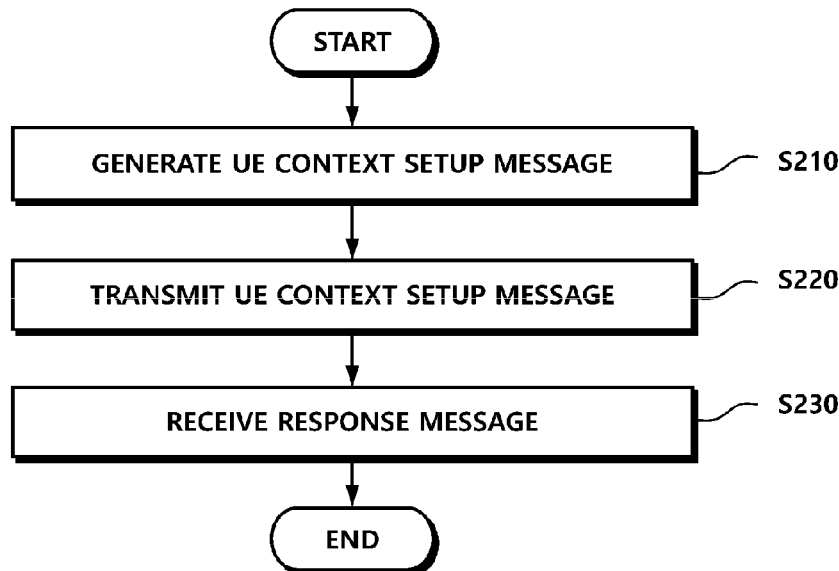 START
GENERATE UE CONTEXT SETUP MESSAGE
S210
TRANSMIT UE CONTEXT SETUP MESSAGE
S220
RECEIVE RESPONSE MESSAGE
S230
END